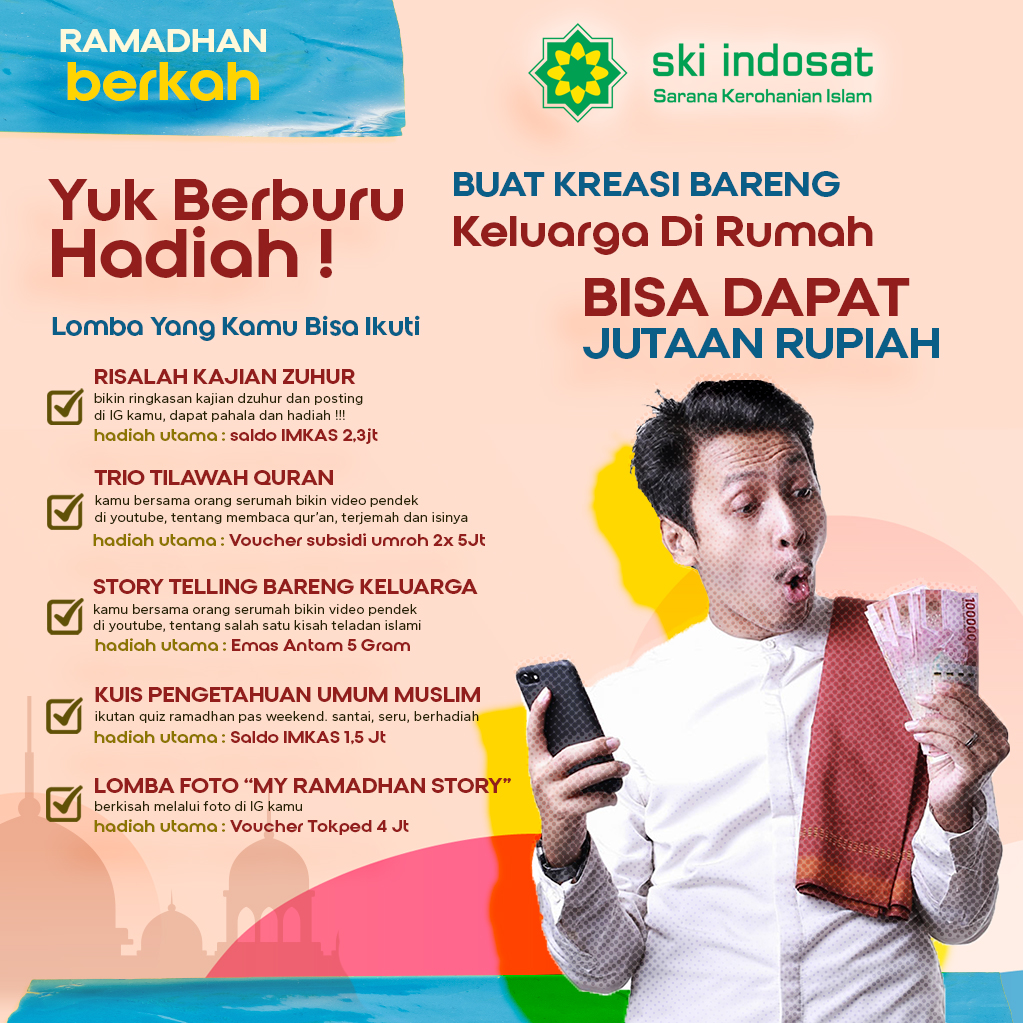 RAMADHAN
berkah
ski indosat
Sarana Kerohanian Islam
Yuk Berburu
Hadiah !
BUAT KREASI BARENG
Keluarga Di Rumah
BISA DAPAT
JUTAAN RUPIAH
Lomba Yang Kamu Bisa Ikuti
RISALAH KAJIAN ZUHUR
bikin ringkasan kajian dzuhur dan posting
di IG kamu, dapat pahala dan hadiah !!!
hadiah utama : saldo IMKAS 2,3jt
TRIO TILAWAH QURAN
kamu bersama orang serumah bikin video pendek
di youtube, tentang membaca qur'an, terjemah dan isinya
hadiah utama : Voucher subsidi umroh 2x 5Jt
STORY TELLING BARENG KELUARGA
kamu bersama orang serumah bikin video pendek
di youtube, tentang salah satu kisah teladan islami
hadiah utama : Emas Antam 5 Gram
KUIS PENGETAHUAN UMUM MUSLIM
ikutan quiz ramadhan pas weekend. santai, seru, berhadiah
hadiah utama : Saldo IMKAS 1,5 Jt
LOMBA FOTO “MY RAMADHAN STORY”
berkisah melalui foto di IG kamu
hadiah utama : Voucher Tokped 4 Jt
100000